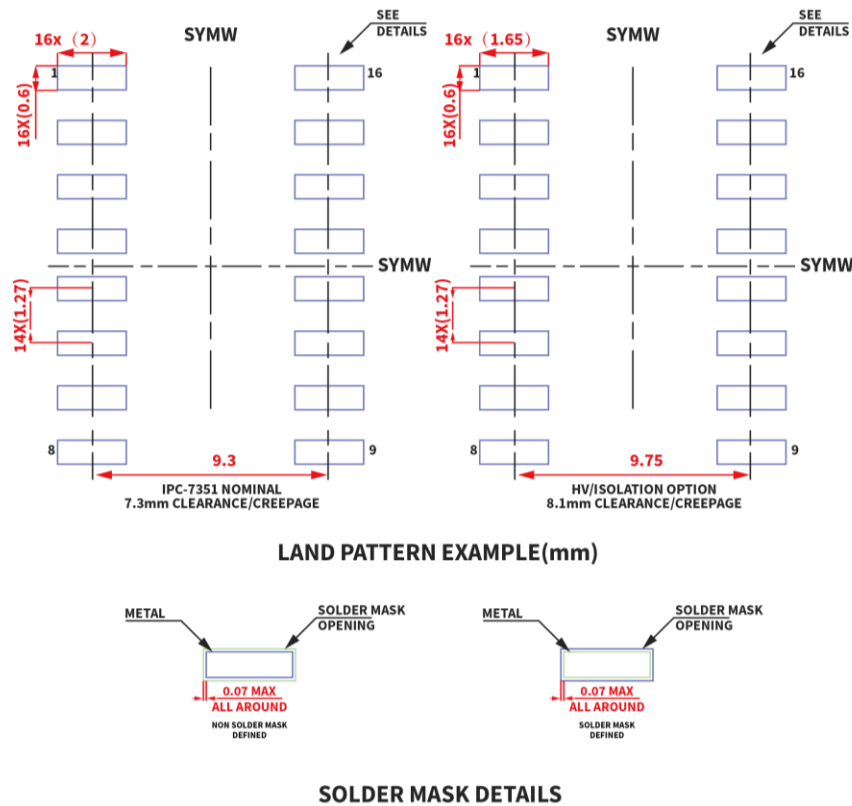 SEE
DETAILS
16x（2）
SYMW
1
16
16X(0.6)
SYMW
14X(1.27)
8
9
9.3
IPC-7351 NOMINAL
7.3mm CLEARANCE/CREEPAGE
SEE
DETAILS
16x（1.65）
SYMW
1
16
16X(0.6)
SYMW
14X(1.27)
8
9
9.75
HV/ISOLATION OPTION
8.1mm CLEARANCE/CREEPAGE
LAND PATTERN EXAMPLE(mm)
METAL
SOLDER MASK
OPENING
0.07 MAX
ALL AROUND
NON SOLDER MASK
DEFINED
METAL
SOLDER MASK
OPENING
0.07 MAX
ALL AROUND
SOLDER MASK
DEFINED
SOLDER MASK DETAILS